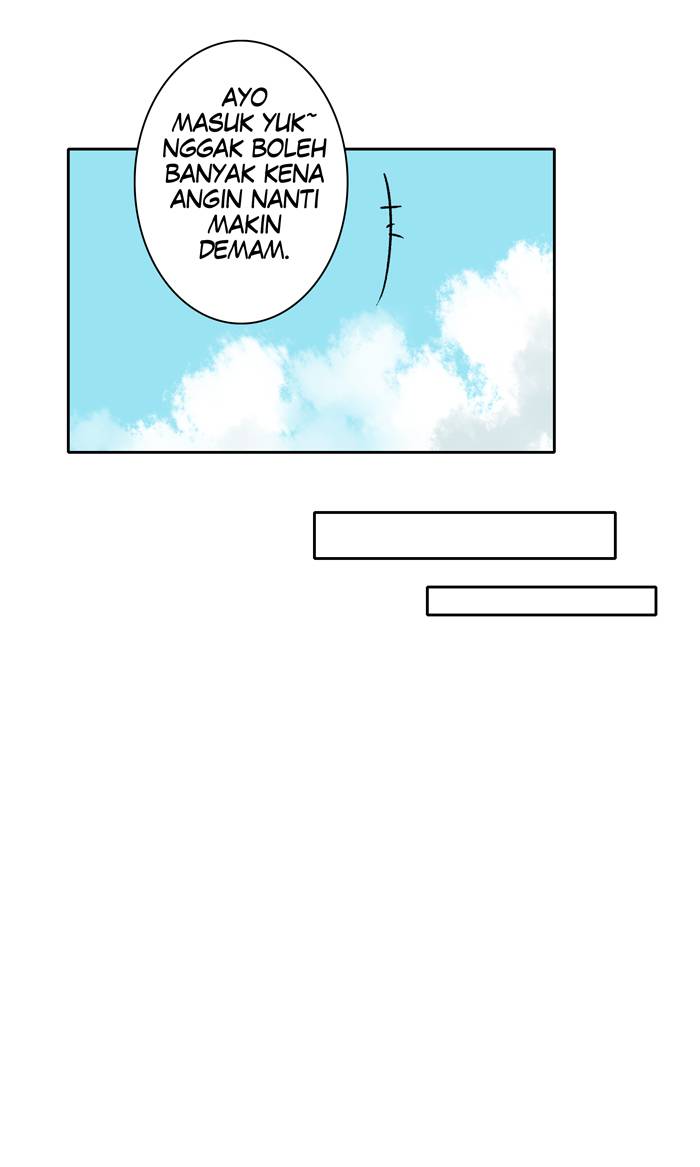 AYO
MASUK YUK~
NGGAK BOLEH
BANYAK KENA
ANGIN NANTI
MAKIN
DEMAM.